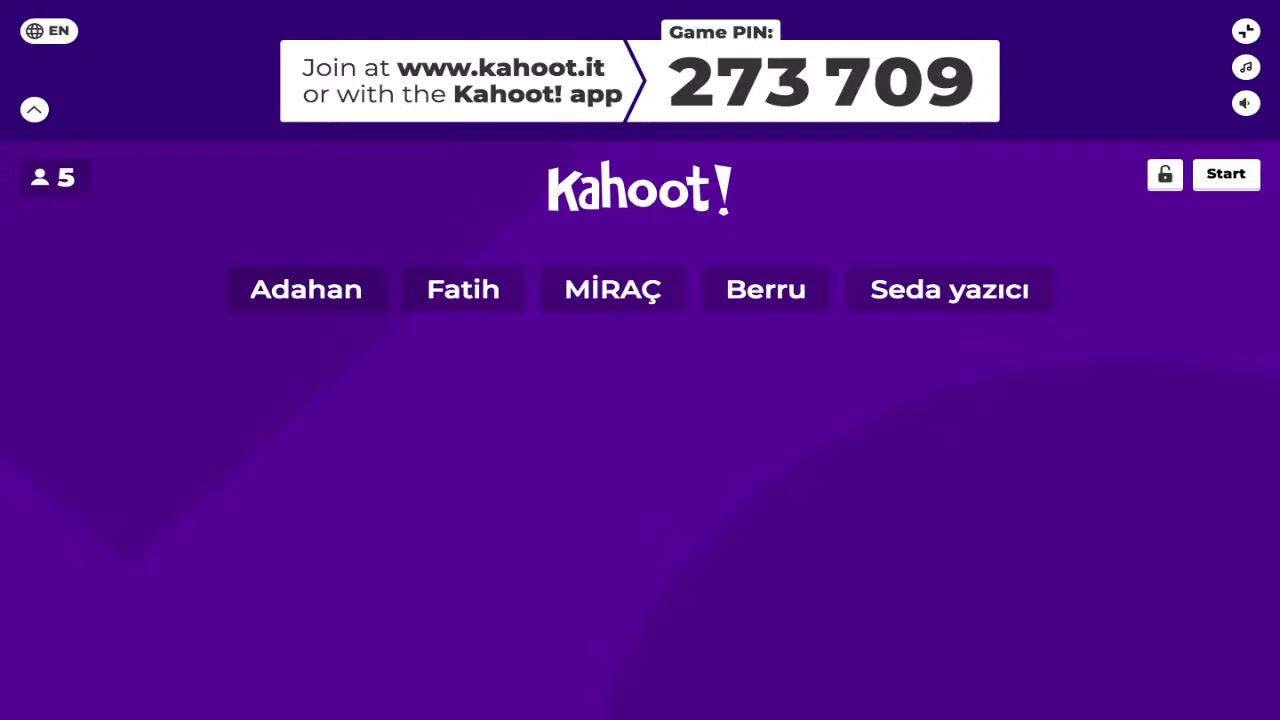 EN
Game PIN:
Join at www.kahoot.it
or with the Kahoot! app
273 709
5
Kahoot!
Start
Adahan
Fatih
MİRAÇ
Berru
Seda yazıcı